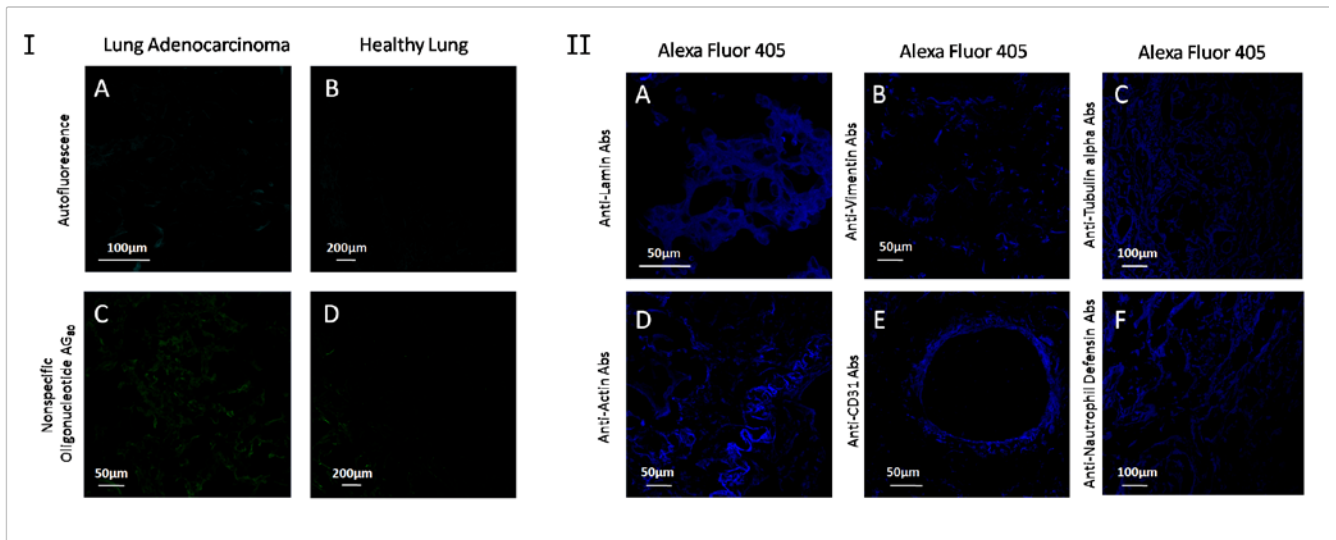 I
Lung Adenocarcinoma
Healthy Lung
Autofluorescence
A
100µm
B
200µm
Nonspecific
Oligonucleotide AG80
C
50µm
D
200µm
II
Alexa Fluor 405
Alexa Fluor 405
Alexa Fluor 405
Anti-Lamin Abs
A
50µm
Anti-Vimentin Abs
B
50µm
Anti-Tubulin alpha Abs
C
100µm
Anti-Actin Abs
D
50µm
Anti-CD31 Abs
E
50µm
Anti-Nautrophil Defensin Abs
F
100µm